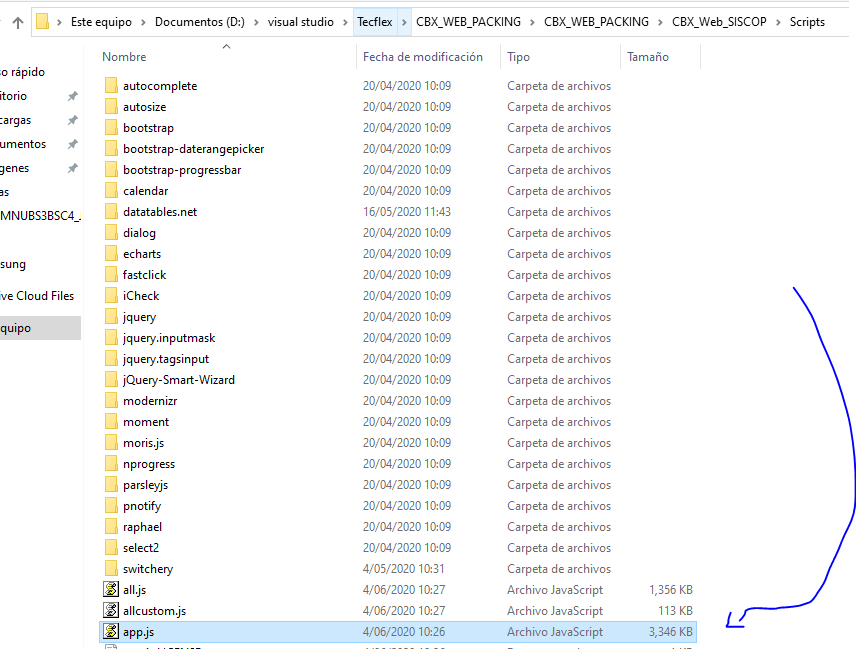 Este equipo > Documentos (D:) > visual studio > Tecflex > CBX_WEB_PACKING > CBX_WEB_PACKING > CBX_Web_SISCOP > Scripts
Nombre Fecha de modificación Tipo Tamaño
o rápido
itorio
cargas
umentos
genes
as
MNUBS3BSC4_
sung
ive Cloud Files
quipo
autocomplete 20/04/2020 10:09 Carpeta de archivos
autosize 20/04/2020 10:09 Carpeta de archivos
bootstrap 20/04/2020 10:09 Carpeta de archivos
bootstrap-daterangepicker 20/04/2020 10:09 Carpeta de archivos
bootstrap-progressbar 20/04/2020 10:09 Carpeta de archivos
calendar 20/04/2020 10:09 Carpeta de archivos
datatables.net 16/05/2020 11:43 Carpeta de archivos
dialog 20/04/2020 10:09 Carpeta de archivos
echarts 20/04/2020 10:09 Carpeta de archivos
fastclick 20/04/2020 10:09 Carpeta de archivos
iCheck 20/04/2020 10:09 Carpeta de archivos
jquery 20/04/2020 10:09 Carpeta de archivos
jquery.inputmask 20/04/2020 10:09 Carpeta de archivos
jquery.tagsinput 20/04/2020 10:09 Carpeta de archivos
jQuery-Smart-Wizard 20/04/2020 10:09 Carpeta de archivos
modernizr 20/04/2020 10:09 Carpeta de archivos
moment 20/04/2020 10:09 Carpeta de archivos
moris.js 20/04/2020 10:09 Carpeta de archivos
nprogress 20/04/2020 10:09 Carpeta de archivos
parsleyjs 20/04/2020 10:09 Carpeta de archivos
pnotify 20/04/2020 10:09 Carpeta de archivos
raphael 20/04/2020 10:09 Carpeta de archivos
select2 20/04/2020 10:09 Carpeta de archivos
switchery 4/05/2020 10:31 Carpeta de archivos
all.js 4/06/2020 10:27 Archivo JavaScript 1,356 KB
allcustom.js 4/06/2020 10:27 Archivo JavaScript 113 KB
app.js 4/06/2020 10:26 Archivo JavaScript 3,346 KB